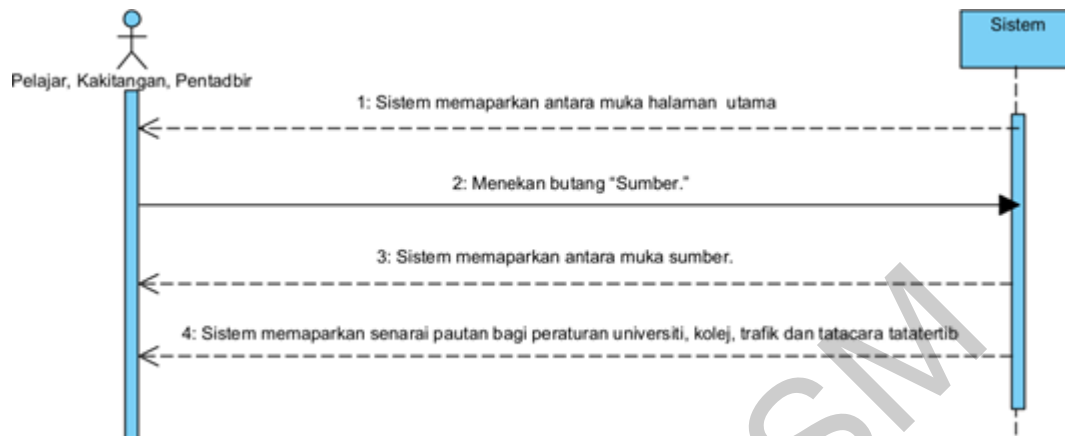 Sistem
Pelajar, Kakitangan, Pentadbir
1: Sistem memaparkan antara muka halaman utama
2: Menekan butang “Sumber.”
3: Sistem memaparkan antara muka sumber.
4: Sistem memaparkan senarai pautan bagi peraturan universiti, kolej, trafik dan tatacara tatatertib
SM